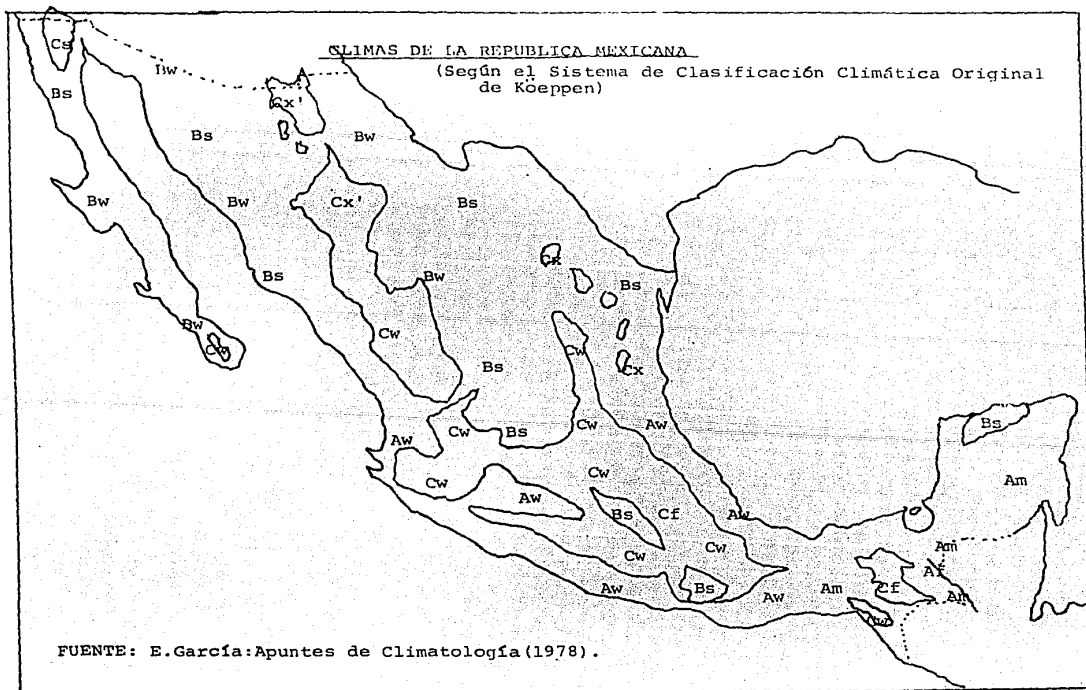 CLIMAS DE LA REPUBLICA MEXICANA
(Según el Sistema de Clasificación Climática Original
de Köeppen)
Cs
Bw
Cx'
Bs
Bs
Bw
Bw
Bw
Cx'
Bs
Bs
Bw
Cx
Bs
Bw
Cw
Cw
Bs
Cx
Aw
Cw
Bs
Cw
Aw
Bs
Cw
Aw
Cw
Am
Bs
Cf
Aw
Cw
Cw
Am
Af
Aw
Bs
Aw
Am
Cf
Am
FUENTE: E.García:Apuntes de Climatología(1978).